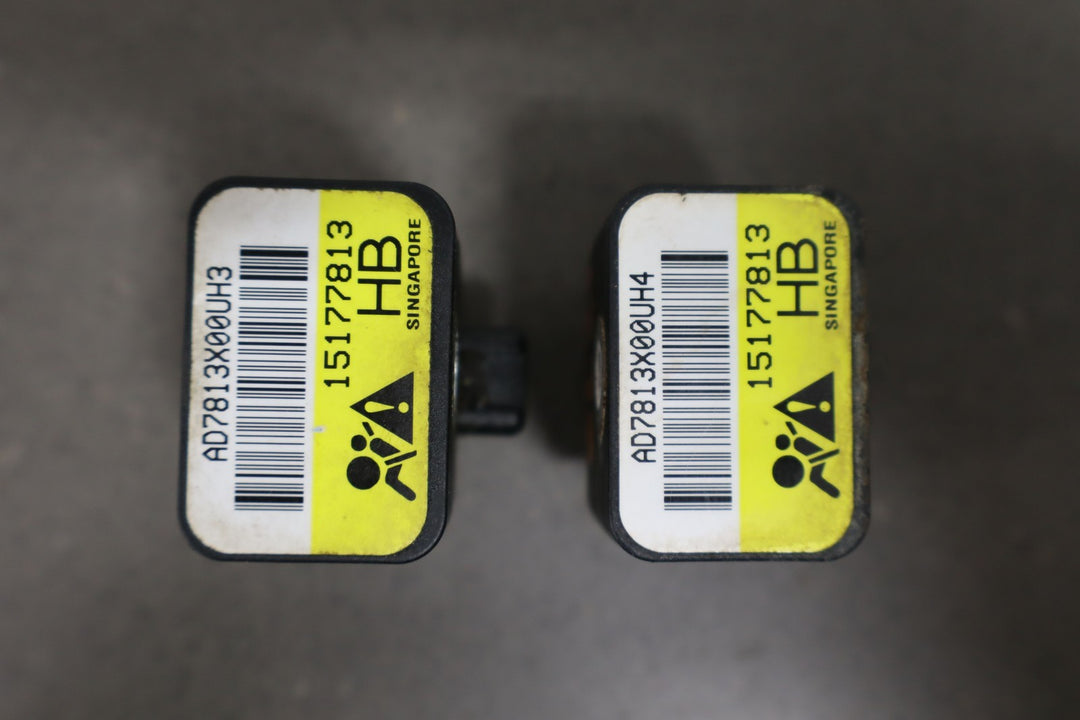 AD7813X00UH3
15177813
HB
SINGAPORE
AD7813X00UH4
15177813
HB
SINGAPORE